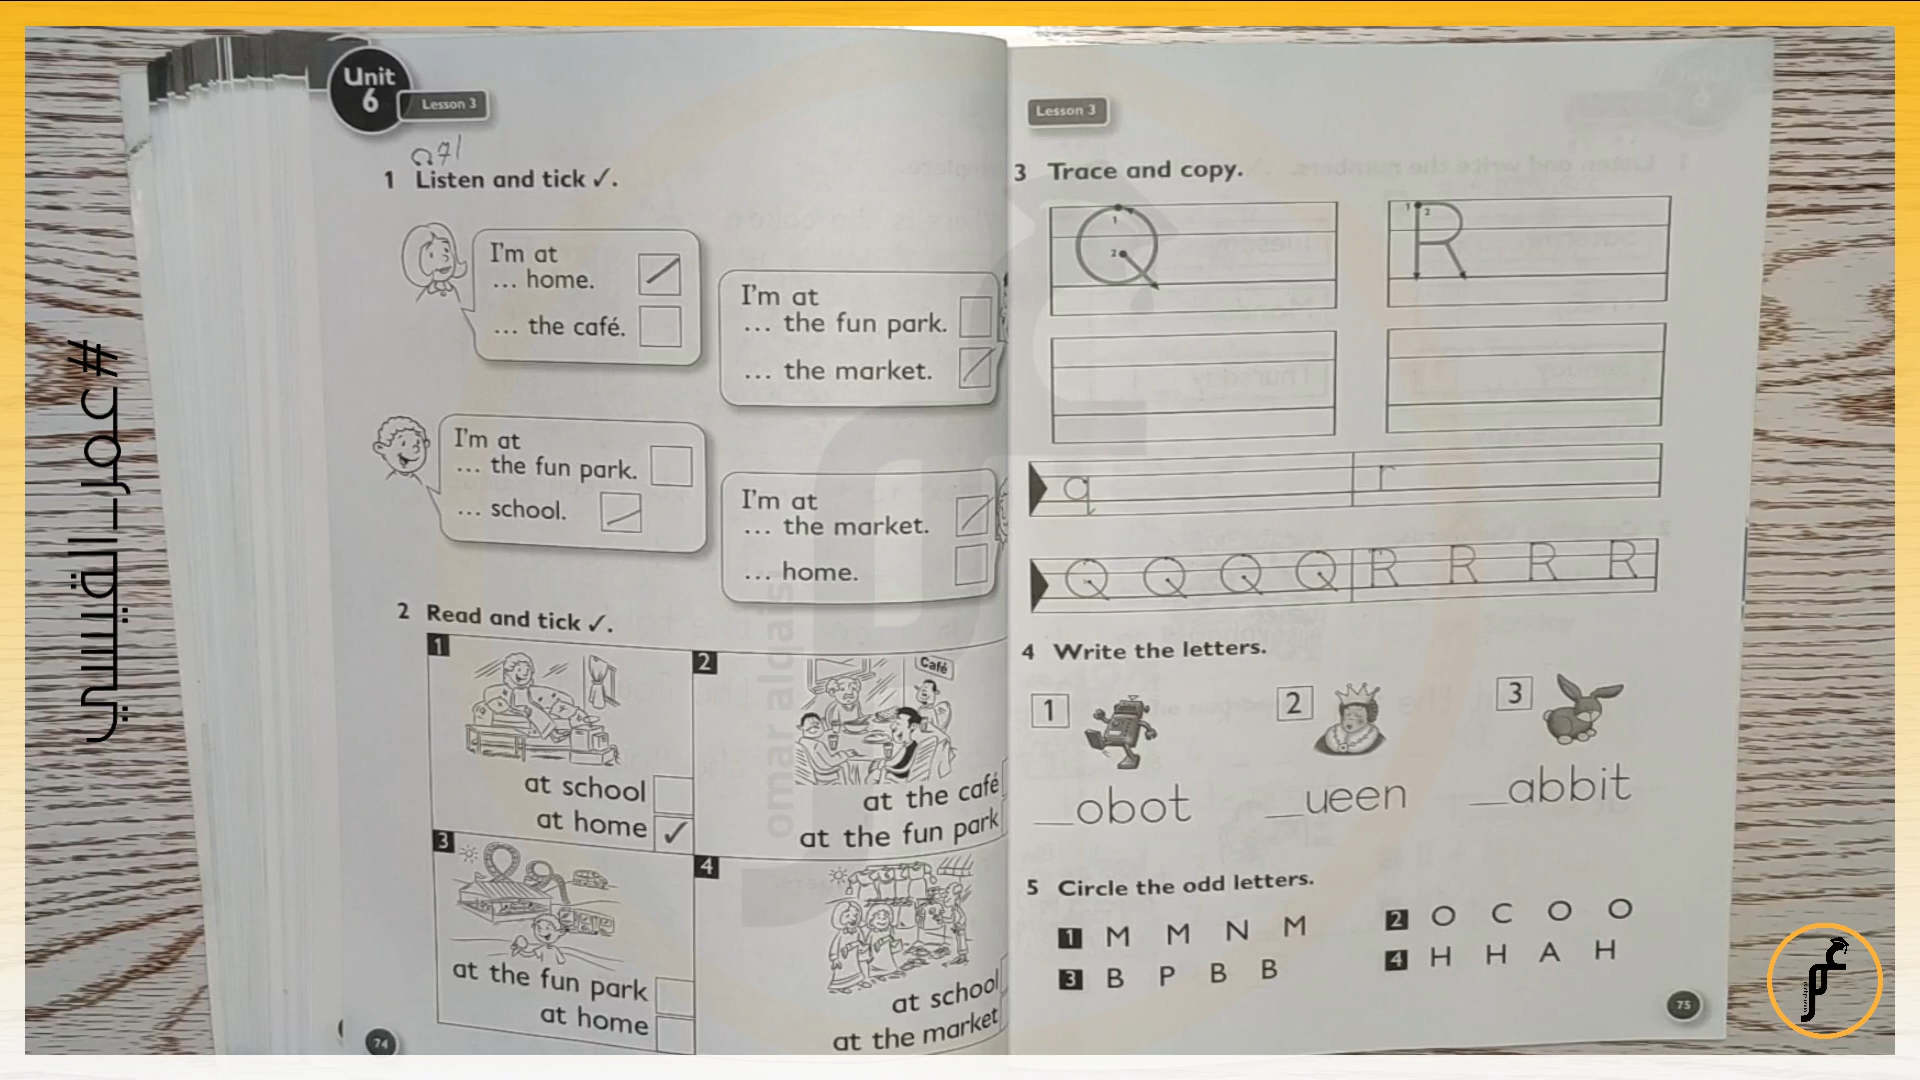 #عمر_القيسي
Unit
6
Lesson 3
1 Listen and tick ✓.
I'm at
... home.
... the café.
I'm at
... the fun park.
... the market.
I'm at
... the fun park.
... school.
I'm at
... the market.
... home.
2 Read and tick ✓.
1
at school
at home ✓
2
Café
at the café
at the fun park
3
at the fun park
at home
4
at school
at the market
74
omar alqaisi
Lesson 3
3 Trace and copy.
Q
R
q r
Q Q Q Q R R R R
4 Write the letters.
1 2 3
_obot _ueen _abbit
5 Circle the odd letters.
1 M M N M
2 O C O O
3 B P B B
4 H H A H
75